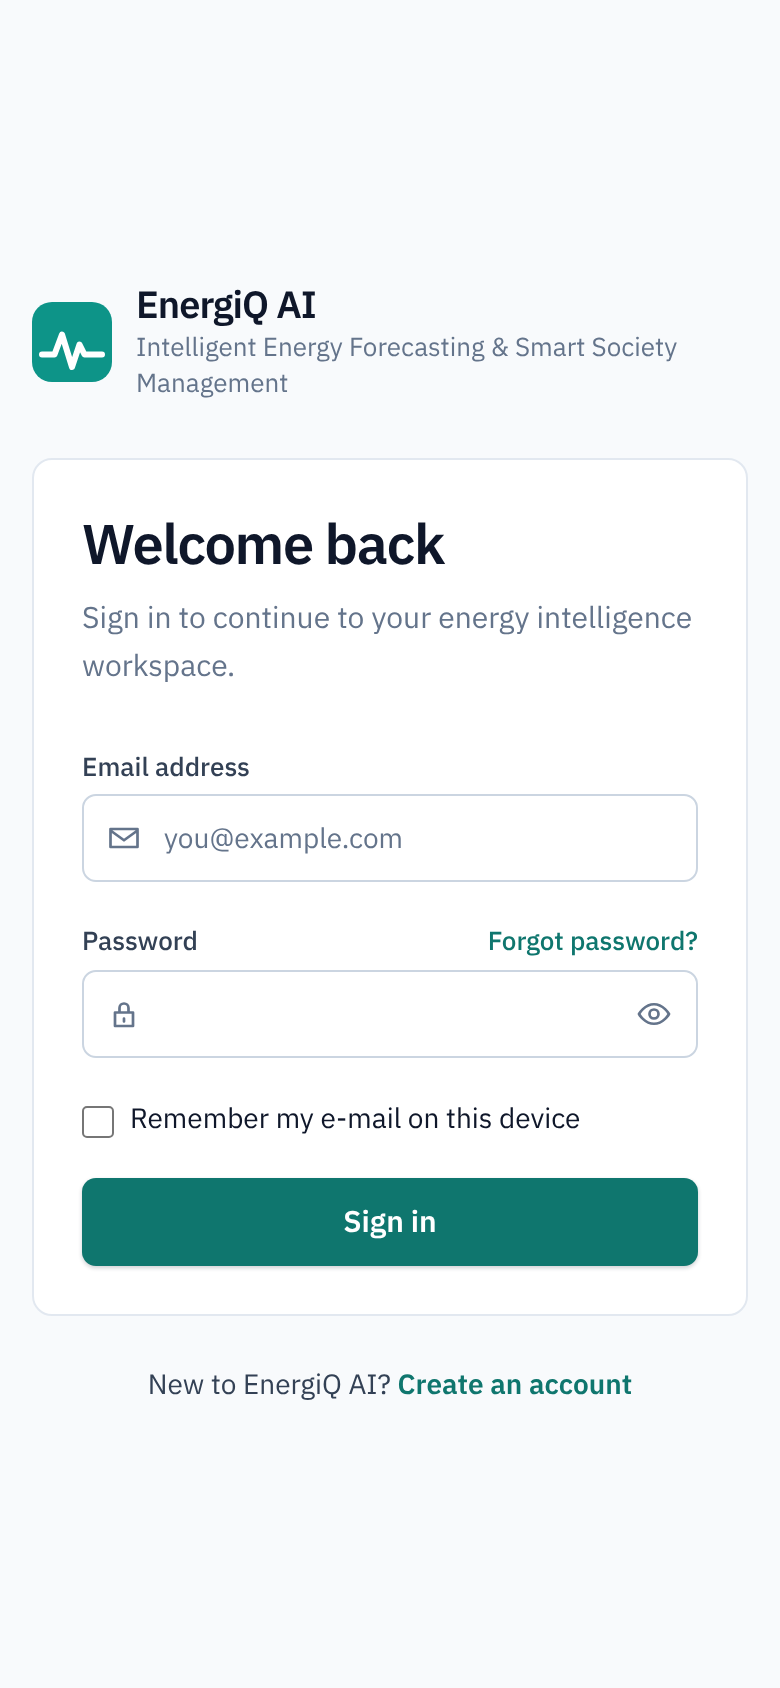 EnergiQ AI
Intelligent Energy Forecasting & Smart Society
Management
Welcome back
Sign in to continue to your energy intelligence
workspace.
Email address
you@example.com
Password Forgot password?
Remember my e-mail on this device
Sign in
New to EnergiQ AI? Create an account